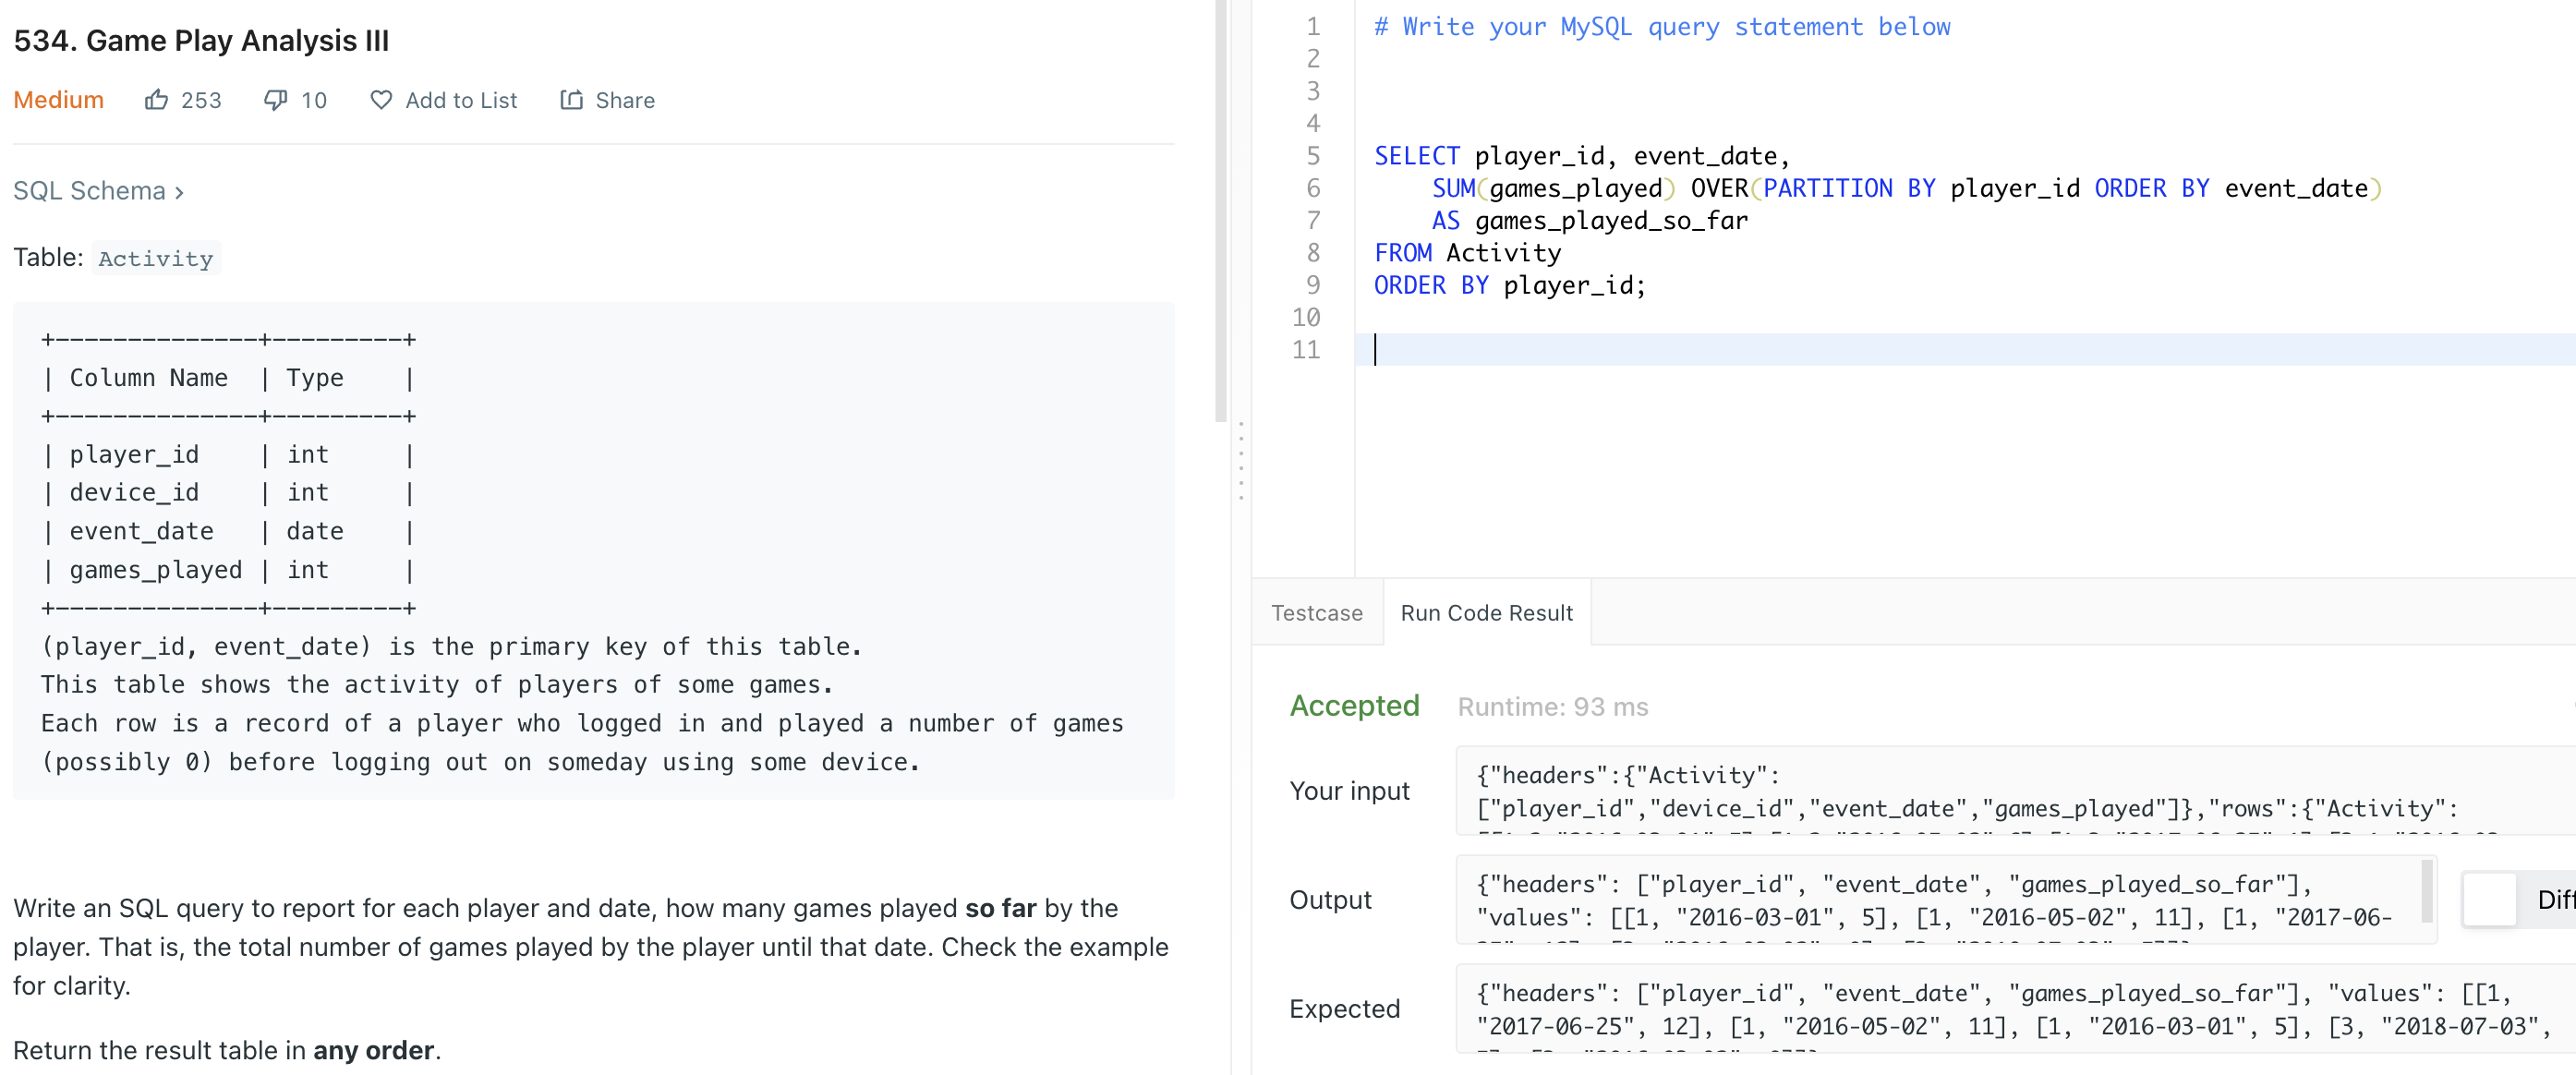 534. Game Play Analysis III
Medium 253 10 Add to List Share
SQL Schema >
Table: Activity
+--------------+---------+
| Column Name  | Type    |
+--------------+---------+
| player_id    | int     |
| device_id    | int     |
| event_date   | date    |
| games_played | int     |
+--------------+---------+
(player_id, event_date) is the primary key of this table.
This table shows the activity of players of some games.
Each row is a record of a player who logged in and played a number of games
(possibly 0) before logging out on someday using some device.
Write an SQL query to report for each player and date, how many games played so far by the
player. That is, the total number of games played by the player until that date. Check the example
for clarity.
Return the result table in any order.
1 # Write your MySQL query statement below
2
3
4
5 SELECT player_id, event_date,
6     SUM(games_played) OVER(PARTITION BY player_id ORDER BY event_date)
7     AS games_played_so_far
8 FROM Activity
9 ORDER BY player_id;
10
11
Testcase Run Code Result
Accepted Runtime: 93 ms
Your input
{"headers":{"Activity":
["player_id","device_id","event_date","games_played"]},"rows":{"Activity":
Output
{"headers": ["player_id", "event_date", "games_played_so_far"],
"values": [[1, "2016-03-01", 5], [1, "2016-05-02", 11], [1, "2017-06-
Diff
Expected
{"headers": ["player_id", "event_date", "games_played_so_far"], "values": [[1,
"2017-06-25", 12], [1, "2016-05-02", 11], [1, "2016-03-01", 5], [3, "2018-07-03",